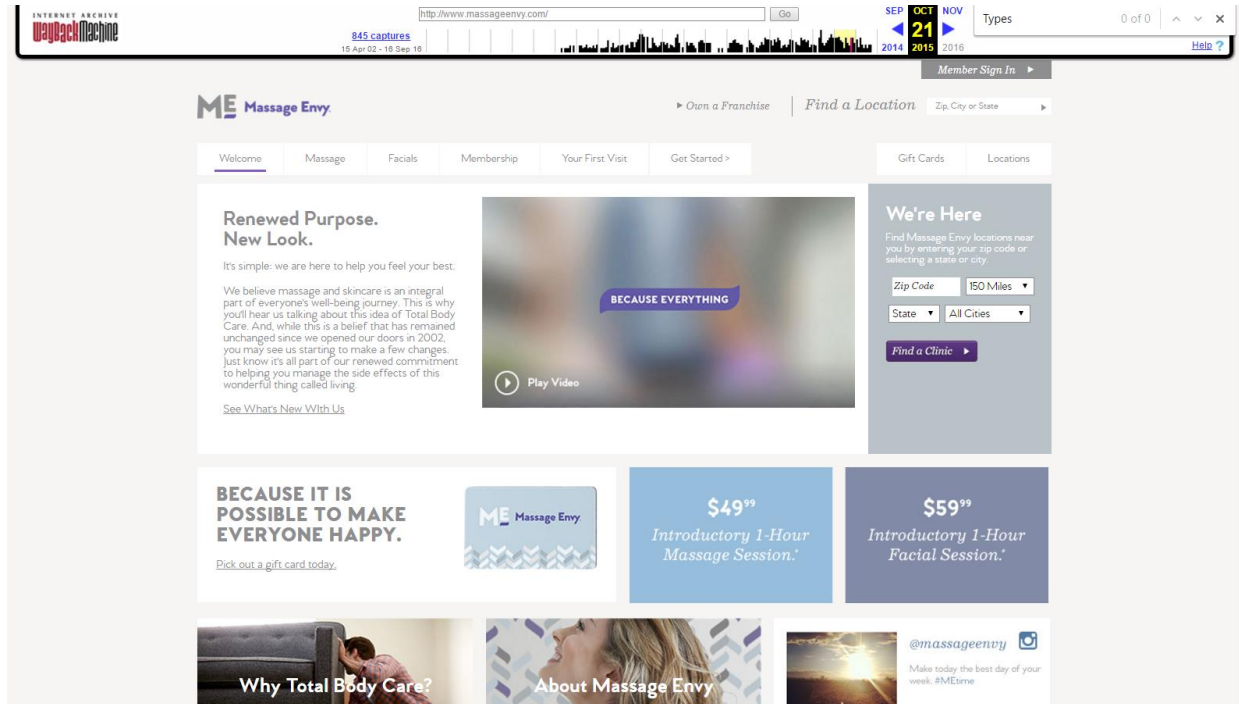 INTERNET ARCHIVE
WayBackMachine
http://www.massageenvy.com/
Go
845 captures
15 Apr 02 - 16 Sep 16
SEP OCT NOV
21
2014 2015 2016
Help ?
Types
0 of 0
Member Sign In
ME Massage Envy
Own a Franchise
Find a Location
Zip, City or State
Welcome
Massage
Facials
Membership
Your First Visit
Get Started >
Gift Cards
Locations
Renewed Purpose.
New Look.
It's simple: we are here to help you feel your best.
We believe massage and skincare is an integral
part of everyone's well-being journey. This is why
you'll hear us talking about this idea of Total Body
Care. And, while this is a belief that has remained
unchanged since we opened our doors in 2002,
you may see us starting to make a few changes.
Just know it's all part of our renewed commitment
to helping you manage the side effects of this
wonderful thing called living.
See What's New WIth Us
BECAUSE EVERYTHING
Play Video
We're Here
Find Massage Envy locations near
you by entering your zip code or
selecting a state or city.
Zip Code
150 Miles
State
All Cities
Find a Clinic
BECAUSE IT IS
POSSIBLE TO MAKE
EVERYONE HAPPY.
Pick out a gift card today.
ME Massage Envy
$49.99
Introductory 1-Hour
Massage Session.*
$59.99
Introductory 1-Hour
Facial Session.*
Why Total Body Care?
About Massage Envy
@massageenvy
Make today the best day of your
week. #MEtime